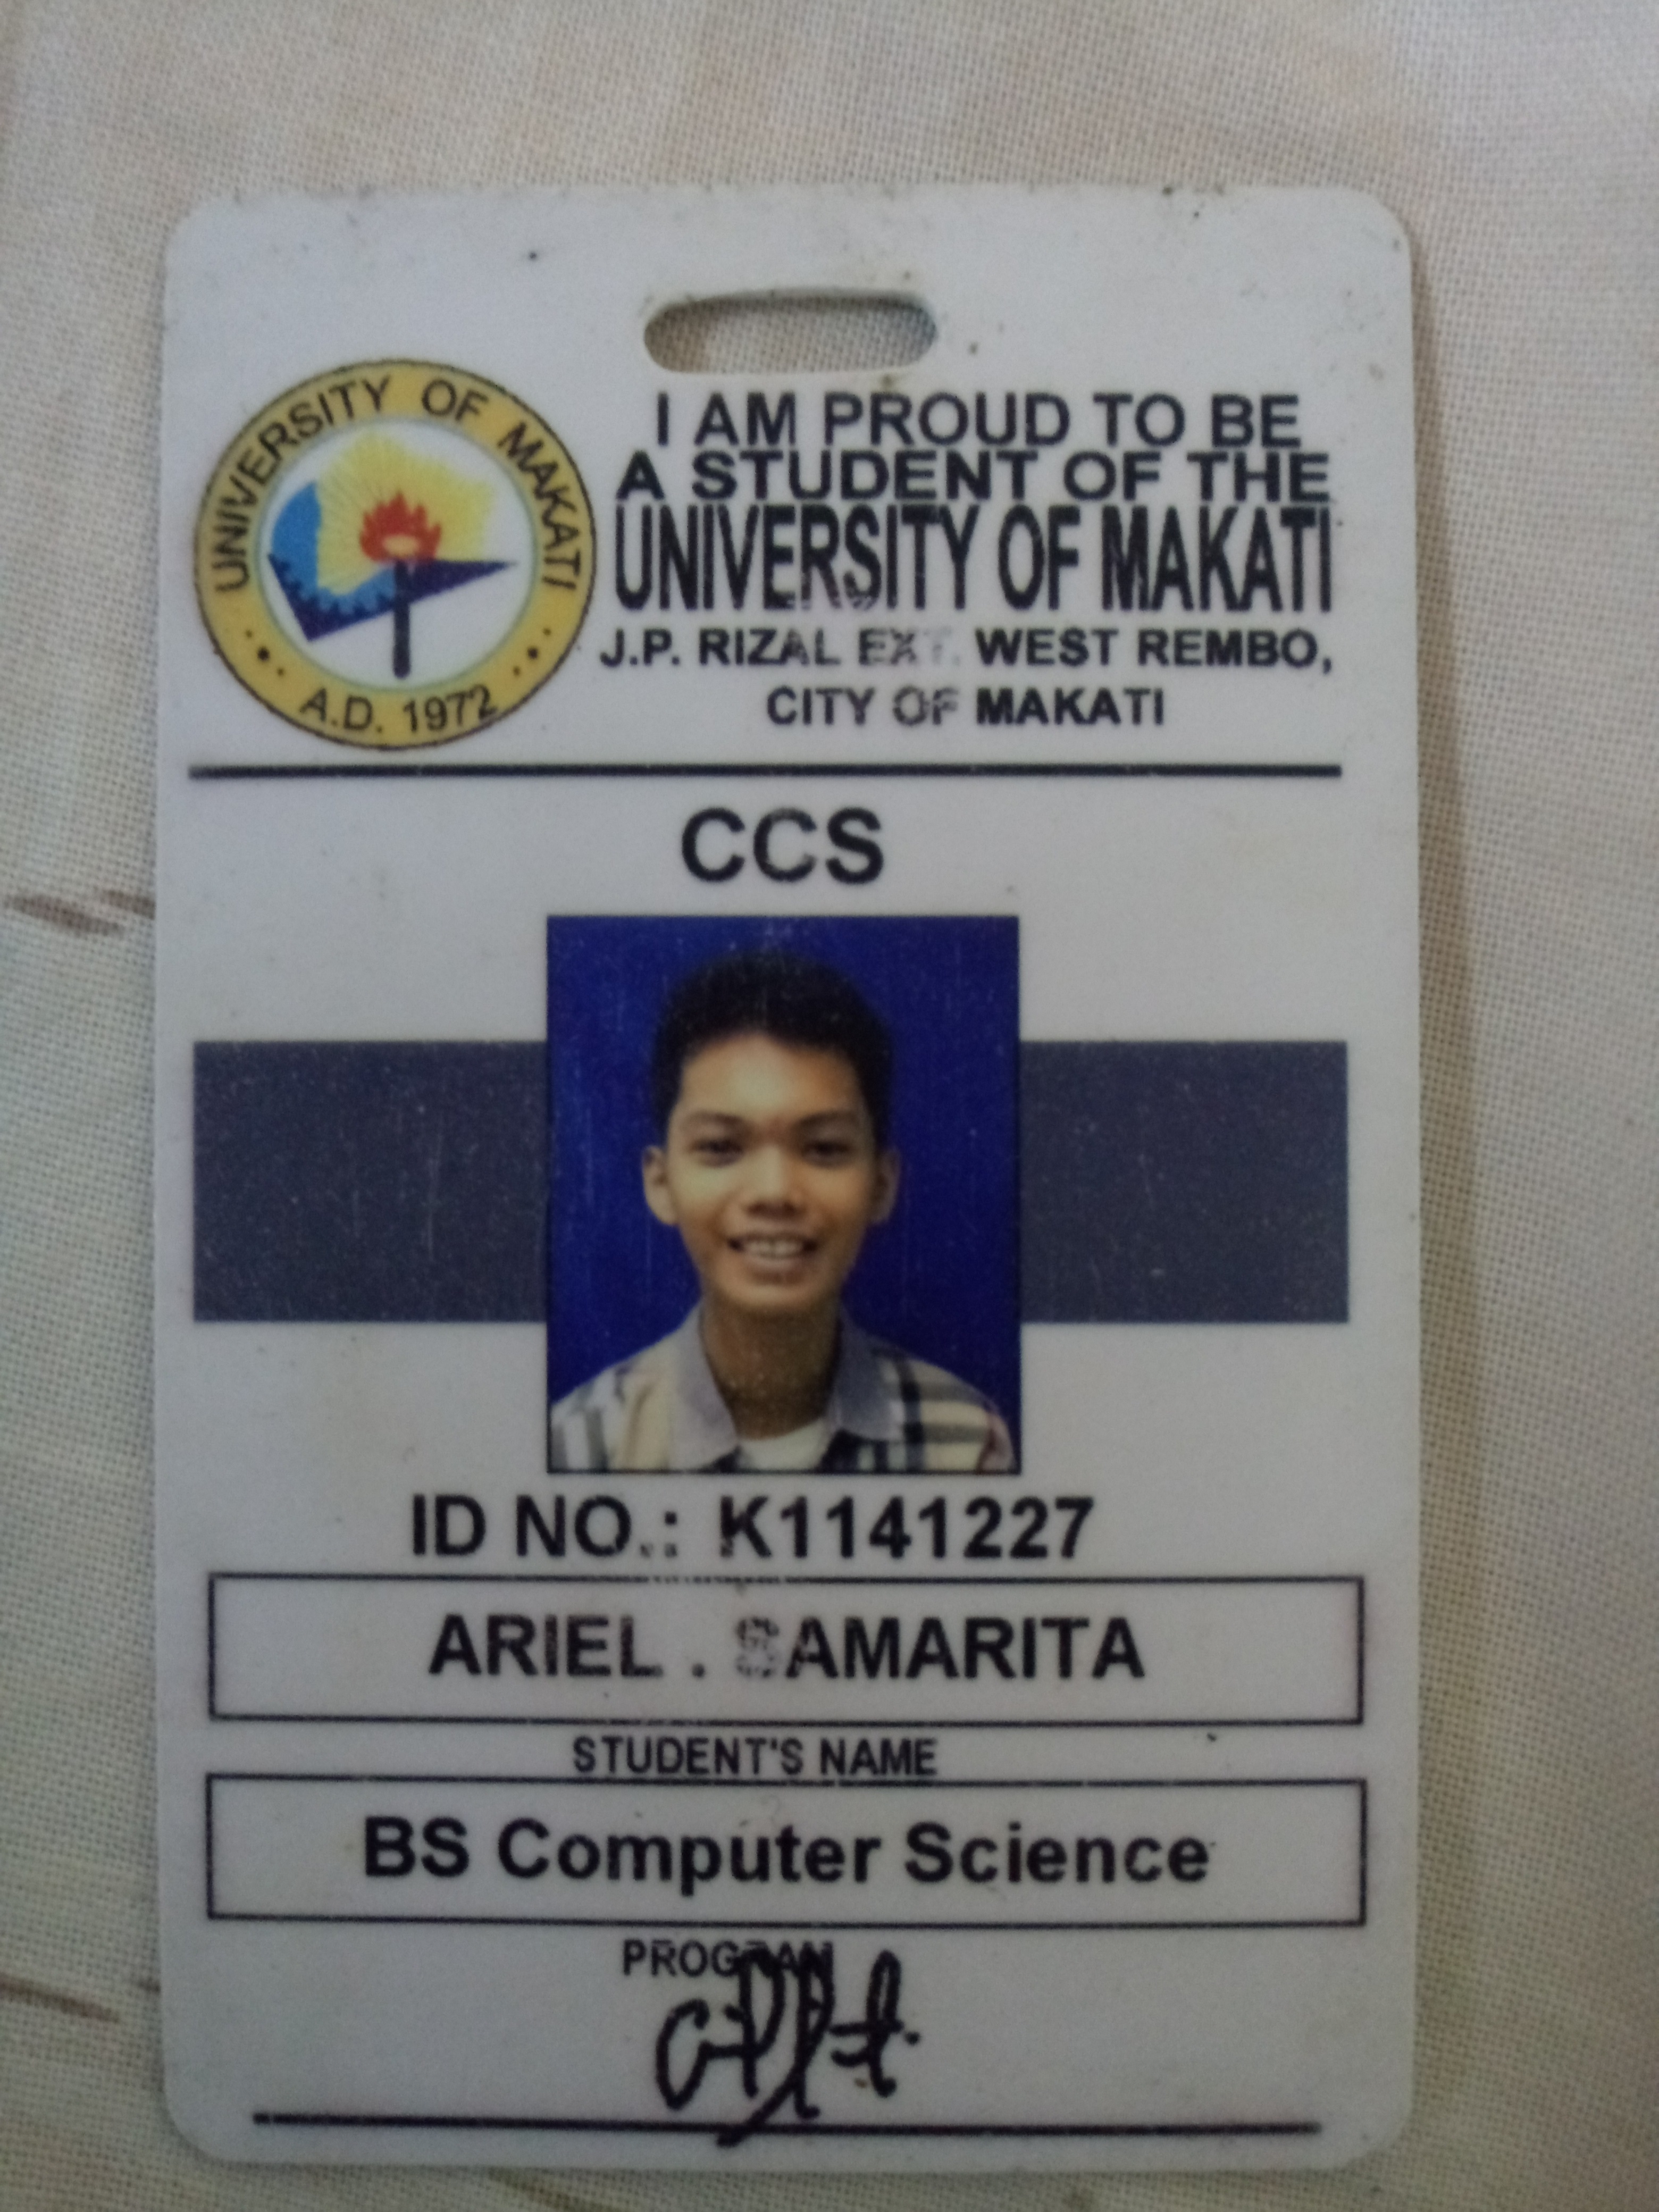 UNIVERSITY OF MAKATI
A.D. 1972
I AM PROUD TO BE
A STUDENT OF THE
UNIVERSITY OF MAKATI
J.P. RIZAL EXT. WEST REMBO,
CITY OF MAKATI
CCS
ID NO.: K1141227
ARIEL . SAMARITA
STUDENT'S NAME
BS Computer Science
PROGRAM